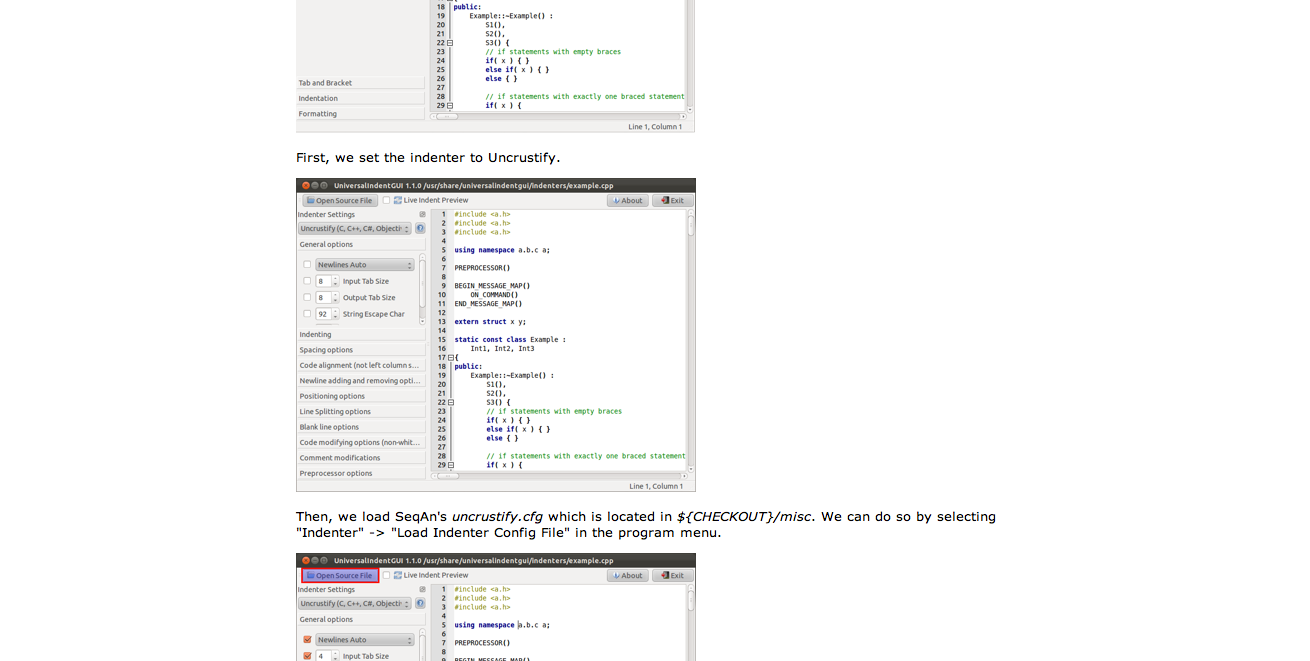 18 public:
19 Example::~Example() :
20 S1(),
21 S2(),
22 S3() {
23 // if statements with empty braces
24 if( x ) { }
25 else if( x ) { }
26 else { }
27
28 // if statements with exactly one braced statement
29 if( x ) {
Tab and Bracket
Indentation
Formatting
Line 1, Column 1
First, we set the indenter to Uncrustify.
UniversalIndentGUI 1.1.0 /usr/share/universalindentgui/indenters/example.cpp
Open Source File Live Indent Preview About Exit
Indenter Settings
Uncrustify (C, C++, C#, Objecti
General options
Newlines Auto
8 Input Tab Size
8 Output Tab Size
92 String Escape Char
Indenting
Spacing options
Code alignment (not left column s...
Newline adding and removing opti...
Positioning options
Line Splitting options
Blank line options
Code modifying options (non-whit...
Comment modifications
Preprocessor options
1 #include <a.h>
2 #include <a.h>
3 #include <a.h>
4
5 using namespace a.b.c a;
6
7 PREPROCESSOR()
8
9 BEGIN_MESSAGE_MAP()
10 ON_COMMAND()
11 END_MESSAGE_MAP()
12
13 extern struct x y;
14
15 static const class Example :
16 Int1, Int2, Int3
17 {
18 public:
19 Example::~Example() :
20 S1(),
21 S2(),
22 S3() {
23 // if statements with empty braces
24 if( x ) { }
25 else if( x ) { }
26 else { }
27
28 // if statements with exactly one braced statement
29 if( x ) {
Line 1, Column 1
Then, we load SeqAn's uncrustify.cfg which is located in ${CHECKOUT}/misc. We can do so by selecting
"Indenter" -> "Load Indenter Config File" in the program menu.
UniversalIndentGUI 1.1.0 /usr/share/universalindentgui/indenters/example.cpp
Open Source File Live Indent Preview About Exit
Indenter Settings
Uncrustify (C, C++, C#, Objecti
General options
Newlines Auto
4 Input Tab Size
1 #include <a.h>
2 #include <a.h>
3 #include <a.h>
4
5 using namespace a.b.c a;
6
7 PREPROCESSOR()
8
9 BEGIN_MESSAGE_MAP()